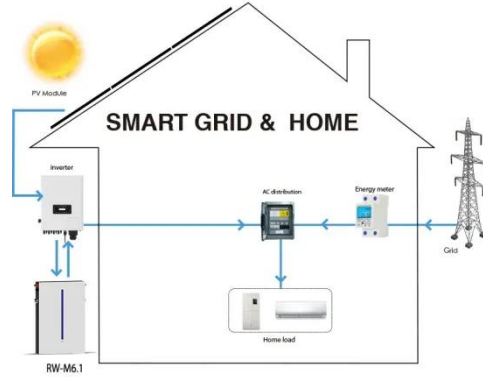 PV Module
SMART GRID & HOME
inverter
AC distribution
Energy meter
Grid
Home load
RW-M6.1